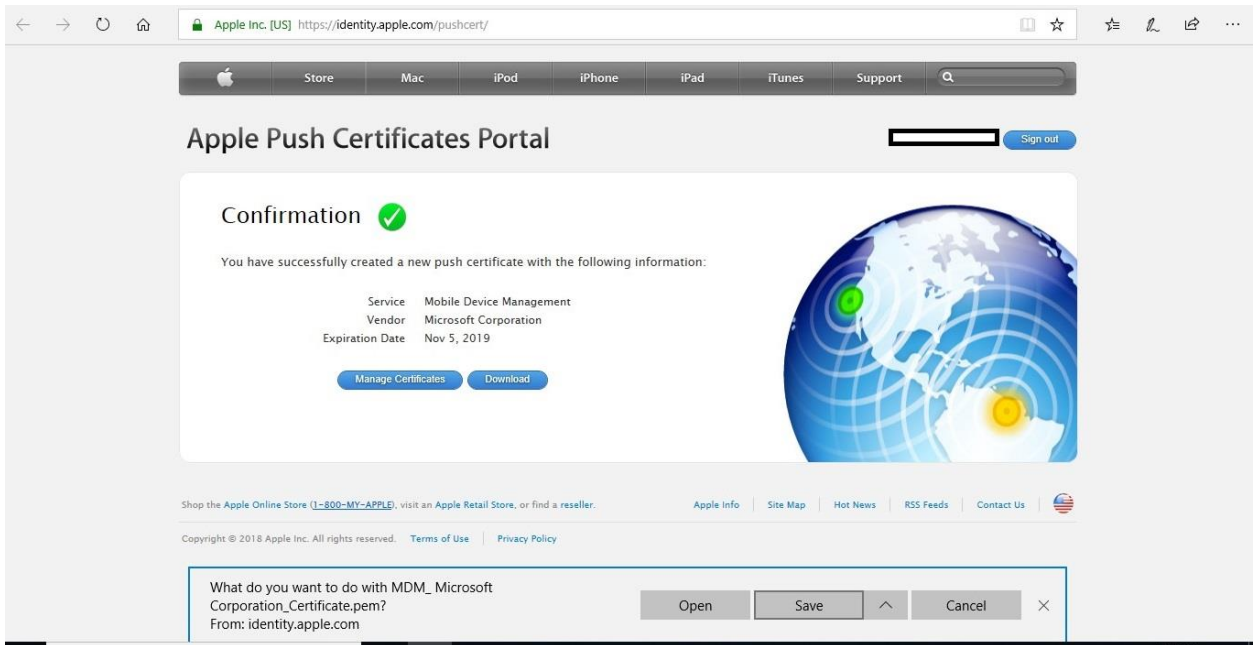 Apple Inc. [US] https://identity.apple.com/pushcert/
Store Mac iPod iPhone iPad iTunes Support
Apple Push Certificates Portal
Sign out
Confirmation
You have successfully created a new push certificate with the following information:
Service Mobile Device Management
Vendor Microsoft Corporation
Expiration Date Nov 5, 2019
Manage Certificates Download
Shop the Apple Online Store (1-800-MY-APPLE), visit an Apple Retail Store, or find a reseller. Apple Info Site Map Hot News RSS Feeds Contact Us
Copyright © 2018 Apple Inc. All rights reserved. Terms of Use Privacy Policy
What do you want to do with MDM_ Microsoft
Corporation_Certificate.pem?
From: identity.apple.com
Open Save Cancel